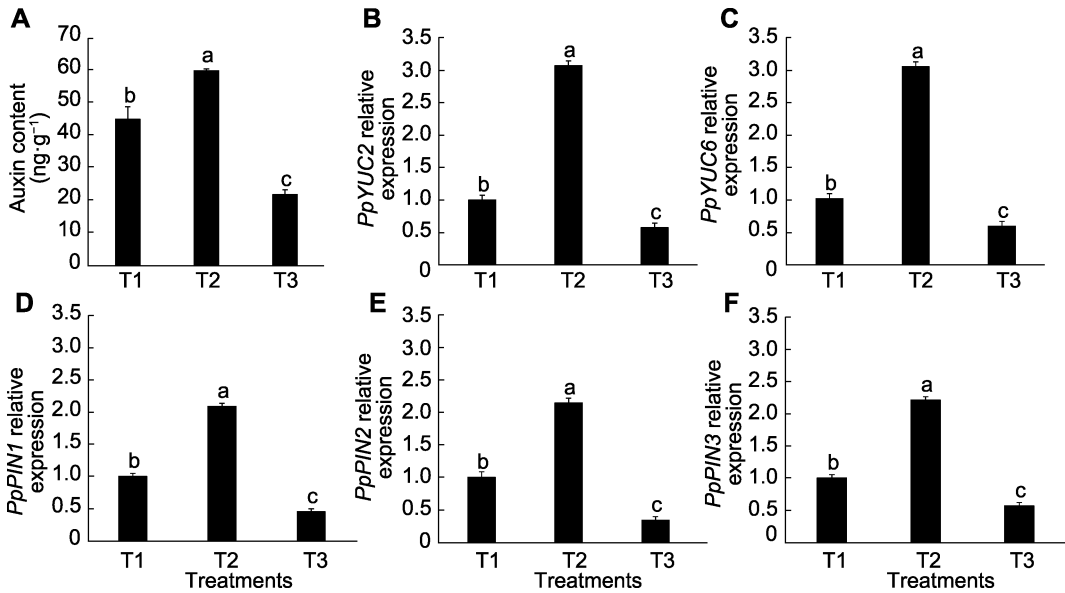 A
70
60
50
40
30
20
10
0
Auxin content
(ng·g⁻¹)
b
a
c
T1 T2 T3
B
3.5
3.0
2.5
2.0
1.5
1.0
0.5
0
PpYUC2 relative
expression
b
a
c
T1 T2 T3
C
3.5
3.0
2.5
2.0
1.5
1.0
0.5
0
PpYUC6 relative
expression
b
a
c
T1 T2 T3
D
3.5
3.0
2.5
2.0
1.5
1.0
0.5
0
PpPIN1 relative
expression
b
a
c
T1 T2 T3
Treatments
E
3.5
3.0
2.5
2.0
1.5
1.0
0.5
0
PpPIN2 relative
expression
b
a
c
T1 T2 T3
Treatments
F
3.5
3.0
2.5
2.0
1.5
1.0
0.5
0
PpPIN3 relative
expression
b
a
c
T1 T2 T3
Treatments